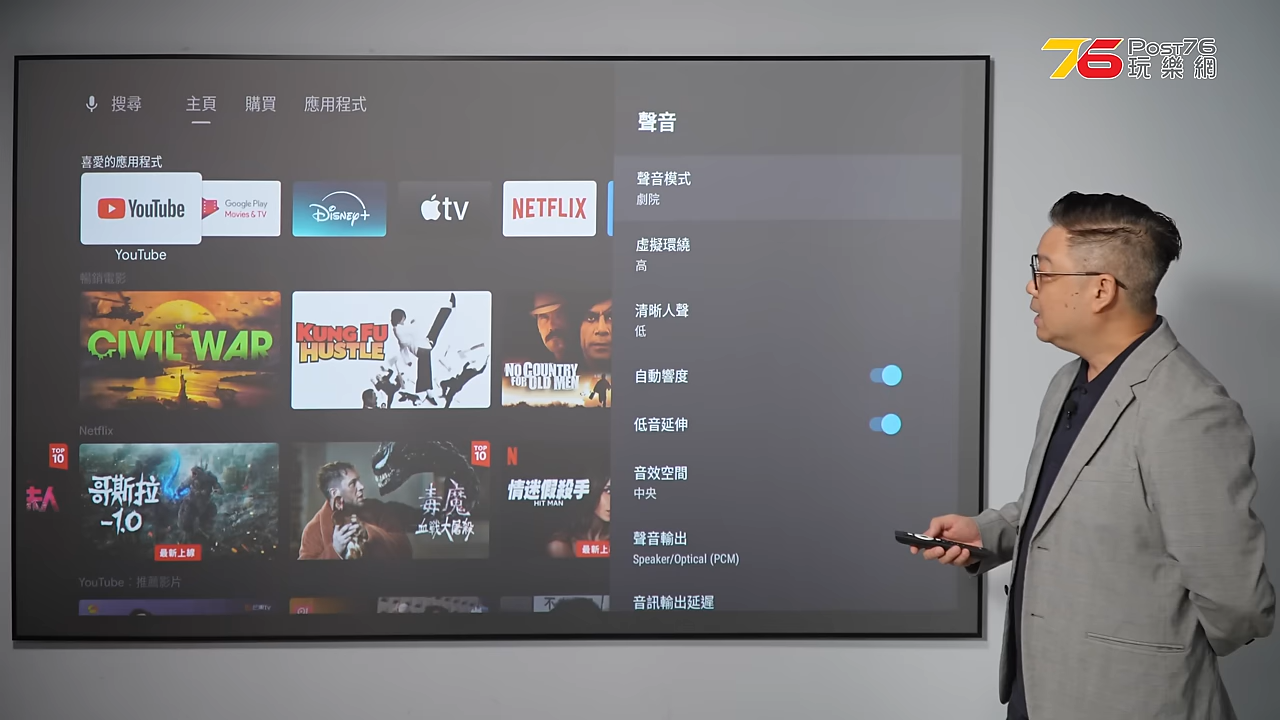 76 Post76
玩樂網
搜尋 主頁 購買 應用程式
喜愛的應用程式
YouTube
Google Play
Movies & TV
Disney+
tv
NETFLIX
YouTube
暢銷電影
CIVIL WAR
KUNG FU
HUSTLE
NO COUNTRY
FOR OLD MEN
Netflix
TOP
10
夫人
哥斯拉
-1.0
最新上線
TOP
10
毒魔
血戰大屠殺
N
情迷假殺手
HIT MAN
最新上
YouTube：推薦影片
聲音
聲音模式
劇院
虛擬環繞
高
清晰人聲
低
自動響度
低音延伸
音效空間
中央
聲音輸出
Speaker/Optical (PCM)
音訊輸出延遲